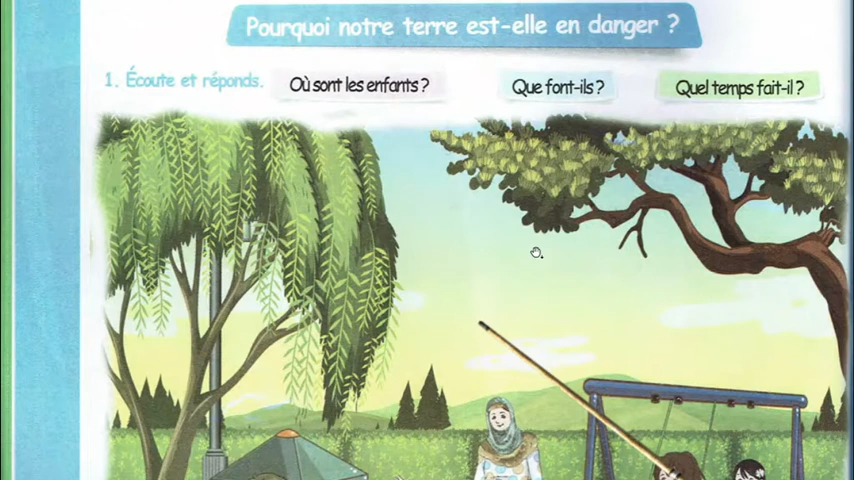 Pourquoi notre terre est-elle en danger ?
1. Écoute et réponds. Où sont les enfants ? Que font-ils ? Quel temps fait-il ?